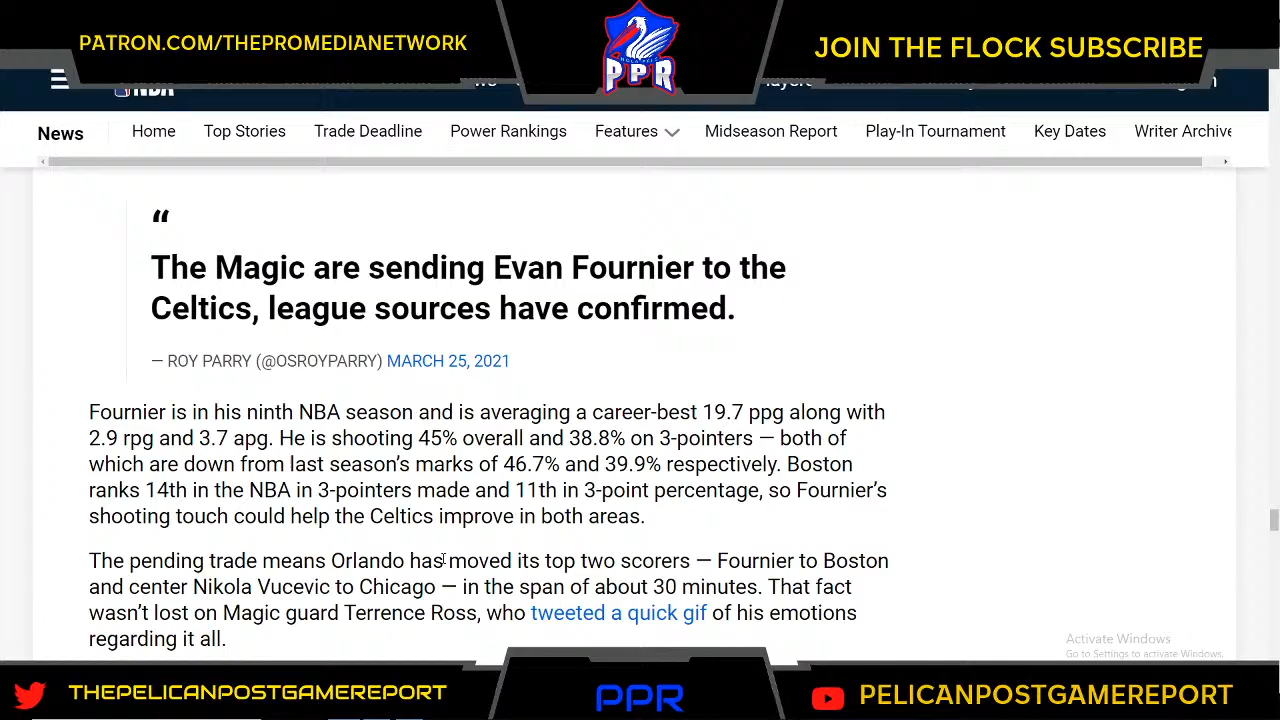 PATRON.COM/THEPROMEDIANETWORK
PPR
JOIN THE FLOCK SUBSCRIBE
NBA
News
Home
Top Stories
Trade Deadline
Power Rankings
Features
Midseason Report
Play-In Tournament
Key Dates
Writer Archive
“
The Magic are sending Evan Fournier to the
Celtics, league sources have confirmed.
— ROY PARRY (@OSROYPARRY) MARCH 25, 2021
Fournier is in his ninth NBA season and is averaging a career-best 19.7 ppg along with
2.9 rpg and 3.7 apg. He is shooting 45% overall and 38.8% on 3-pointers — both of
which are down from last season’s marks of 46.7% and 39.9% respectively. Boston
ranks 14th in the NBA in 3-pointers made and 11th in 3-point percentage, so Fournier’s
shooting touch could help the Celtics improve in both areas.
The pending trade means Orlando has moved its top two scorers — Fournier to Boston
and center Nikola Vucevic to Chicago — in the span of about 30 minutes. That fact
wasn’t lost on Magic guard Terrence Ross, who tweeted a quick gif of his emotions
regarding it all.
Activate Windows
Go to Settings to activate Windows.
THEPELICANPOSTGAMEREPORT
PPR
PELICANPOSTGAMEREPORT